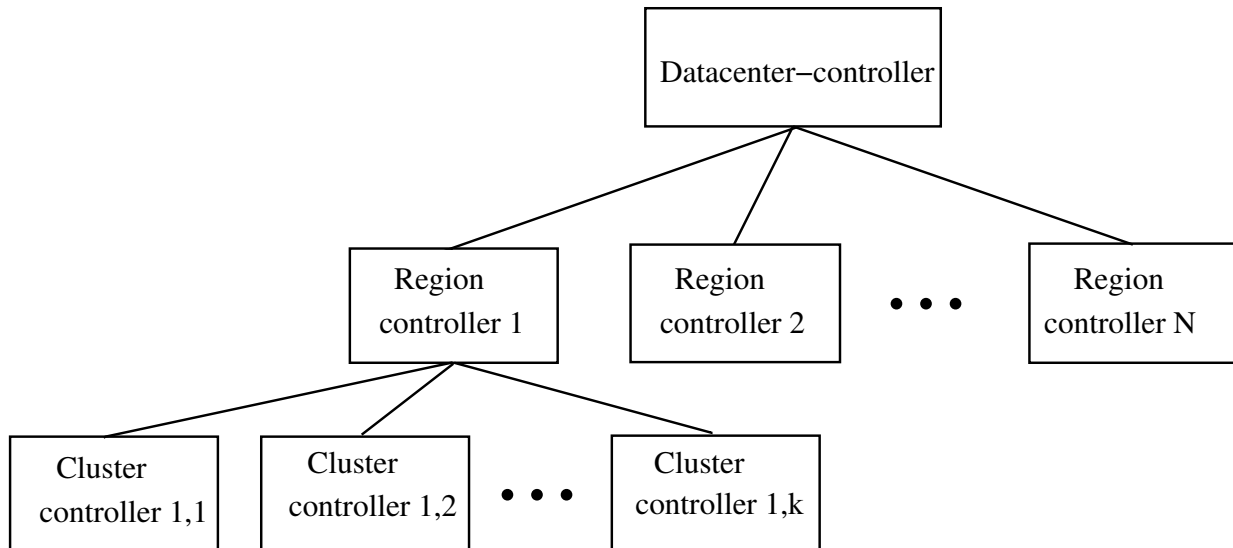 Datacenter−controller
Region
controller 1
Region
controller 2
Region
controller N
Cluster
controller 1,1
Cluster
controller 1,2
Cluster
controller 1,k